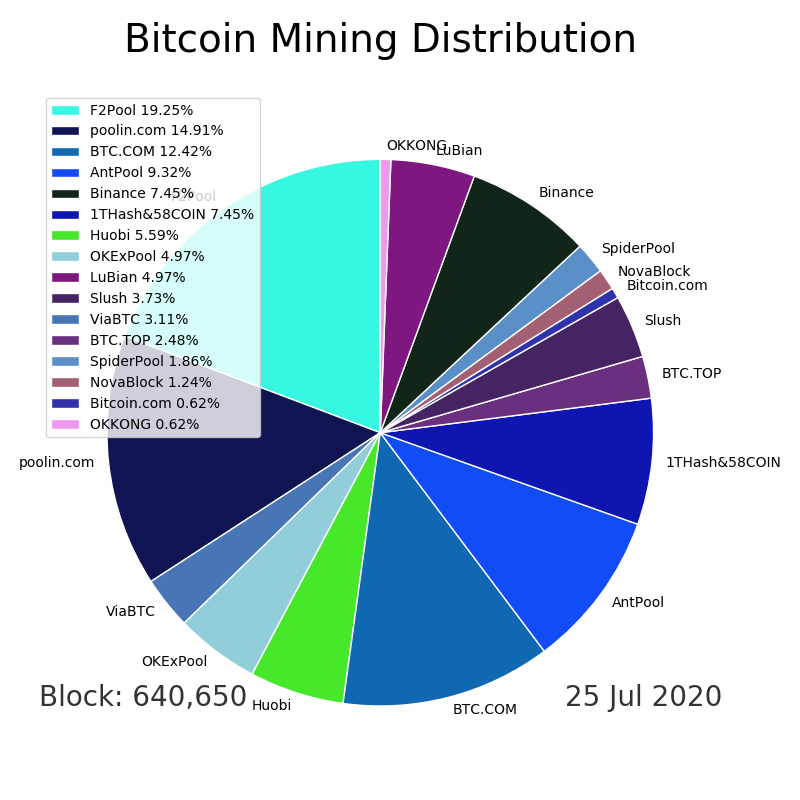 Bitcoin Mining Distribution
F2Pool 19.25%
poolin.com 14.91%
BTC.COM 12.42%
AntPool 9.32%
Binance 7.45%
1THash&58COIN 7.45%
Huobi 5.59%
OKExPool 4.97%
LuBian 4.97%
Slush 3.73%
ViaBTC 3.11%
BTC.TOP 2.48%
SpiderPool 1.86%
NovaBlock 1.24%
Bitcoin.com 0.62%
OKKONG 0.62%
OKKONG
LuBian
Binance
F2Pool
SpiderPool
NovaBlock
Bitcoin.com
Slush
BTC.TOP
poolin.com
1THash&58COIN
AntPool
ViaBTC
OKExPool
Huobi
BTC.COM
Block: 640,650
25 Jul 2020